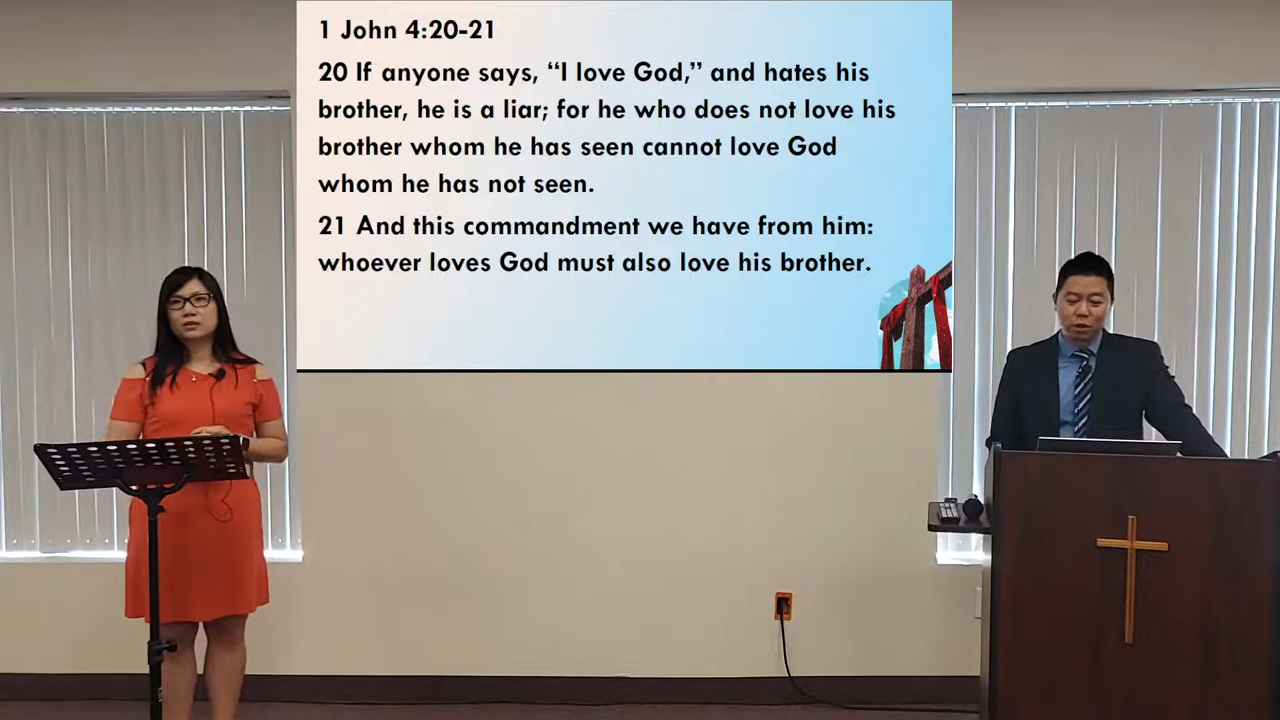 1 John 4:20-21
20 If anyone says, “I love God,” and hates his
brother, he is a liar; for he who does not love his
brother whom he has seen cannot love God
whom he has not seen.
21 And this commandment we have from him:
whoever loves God must also love his brother.